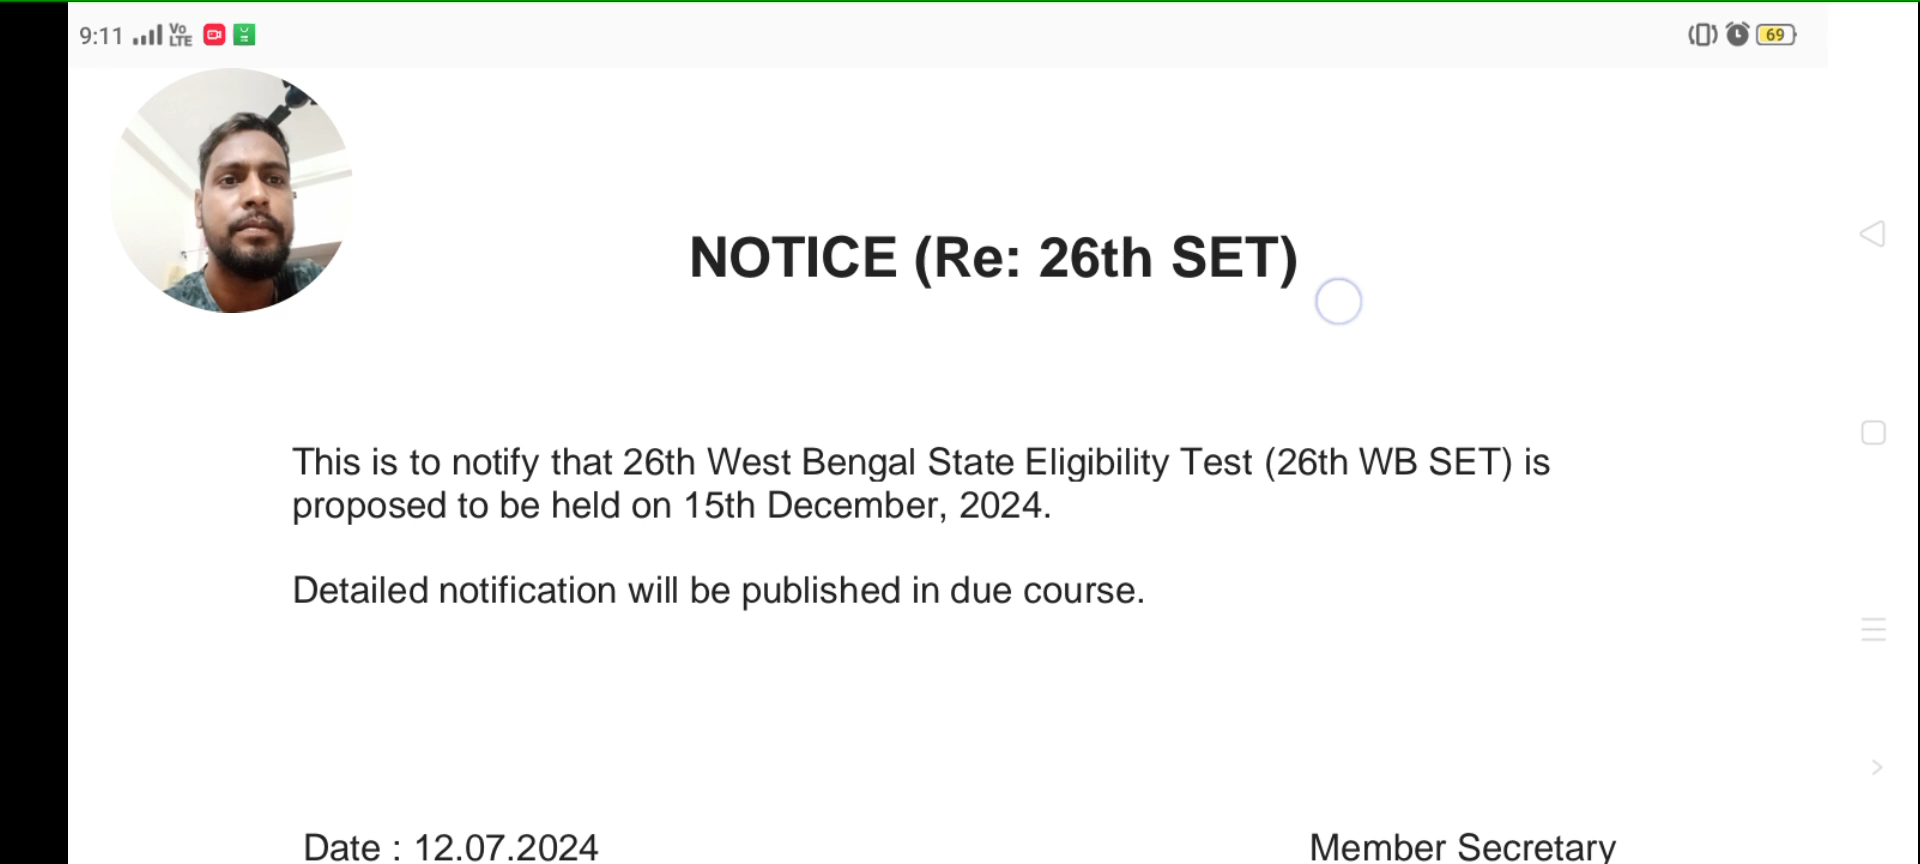 9:11 Vo LTE 69
NOTICE (Re: 26th SET)
This is to notify that 26th West Bengal State Eligibility Test (26th WB SET) is
proposed to be held on 15th December, 2024.
Detailed notification will be published in due course.
Date : 12.07.2024 Member Secretary